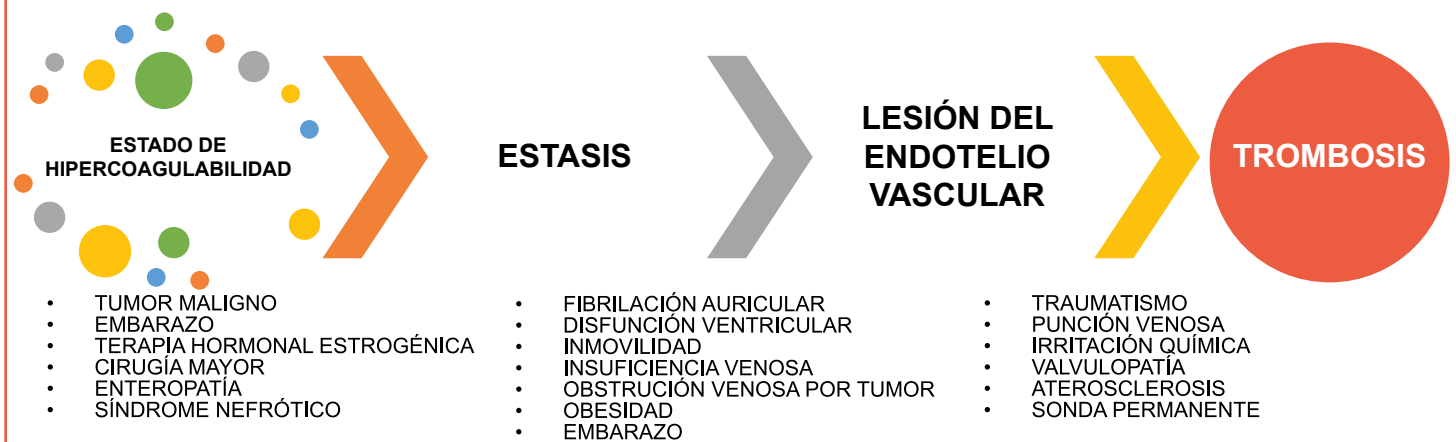 ESTADO DE
HIPERCOAGULABILIDAD
ESTASIS
LESIÓN DEL
ENDOTELIO
VASCULAR
TROMBOSIS
• TUMOR MALIGNO
• EMBARAZO
• TERAPIA HORMONAL ESTROGÉNICA
• CIRUGÍA MAYOR
• ENTEROPATÍA
• SÍNDROME NEFRÓTICO
• FIBRILACIÓN AURICULAR
• DISFUNCIÓN VENTRICULAR
• INMOVILIDAD
• INSUFICIENCIA VENOSA
• OBSTRUCIÓN VENOSA POR TUMOR
• OBESIDAD
• EMBARAZO
• TRAUMATISMO
• PUNCIÓN VENOSA
• IRRITACIÓN QUÍMICA
• VALVULOPATÍA
• ATEROSCLEROSIS
• SONDA PERMANENTE